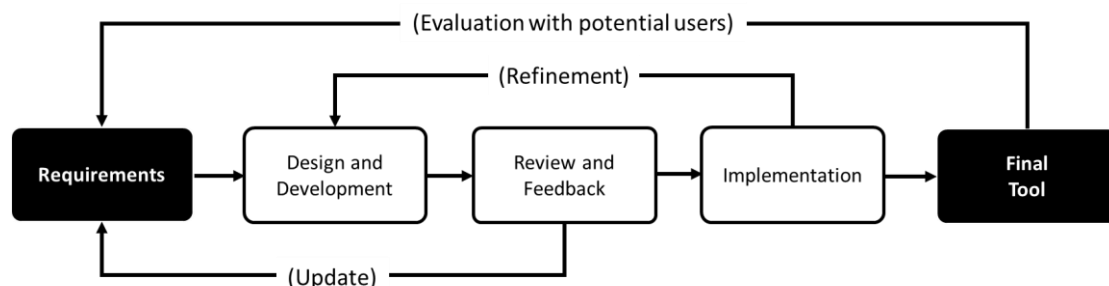 (Evaluation with potential users)
(Refinement)
Requirements
Design and
Development
Review and
Feedback
Implementation
Final
Tool
(Update)